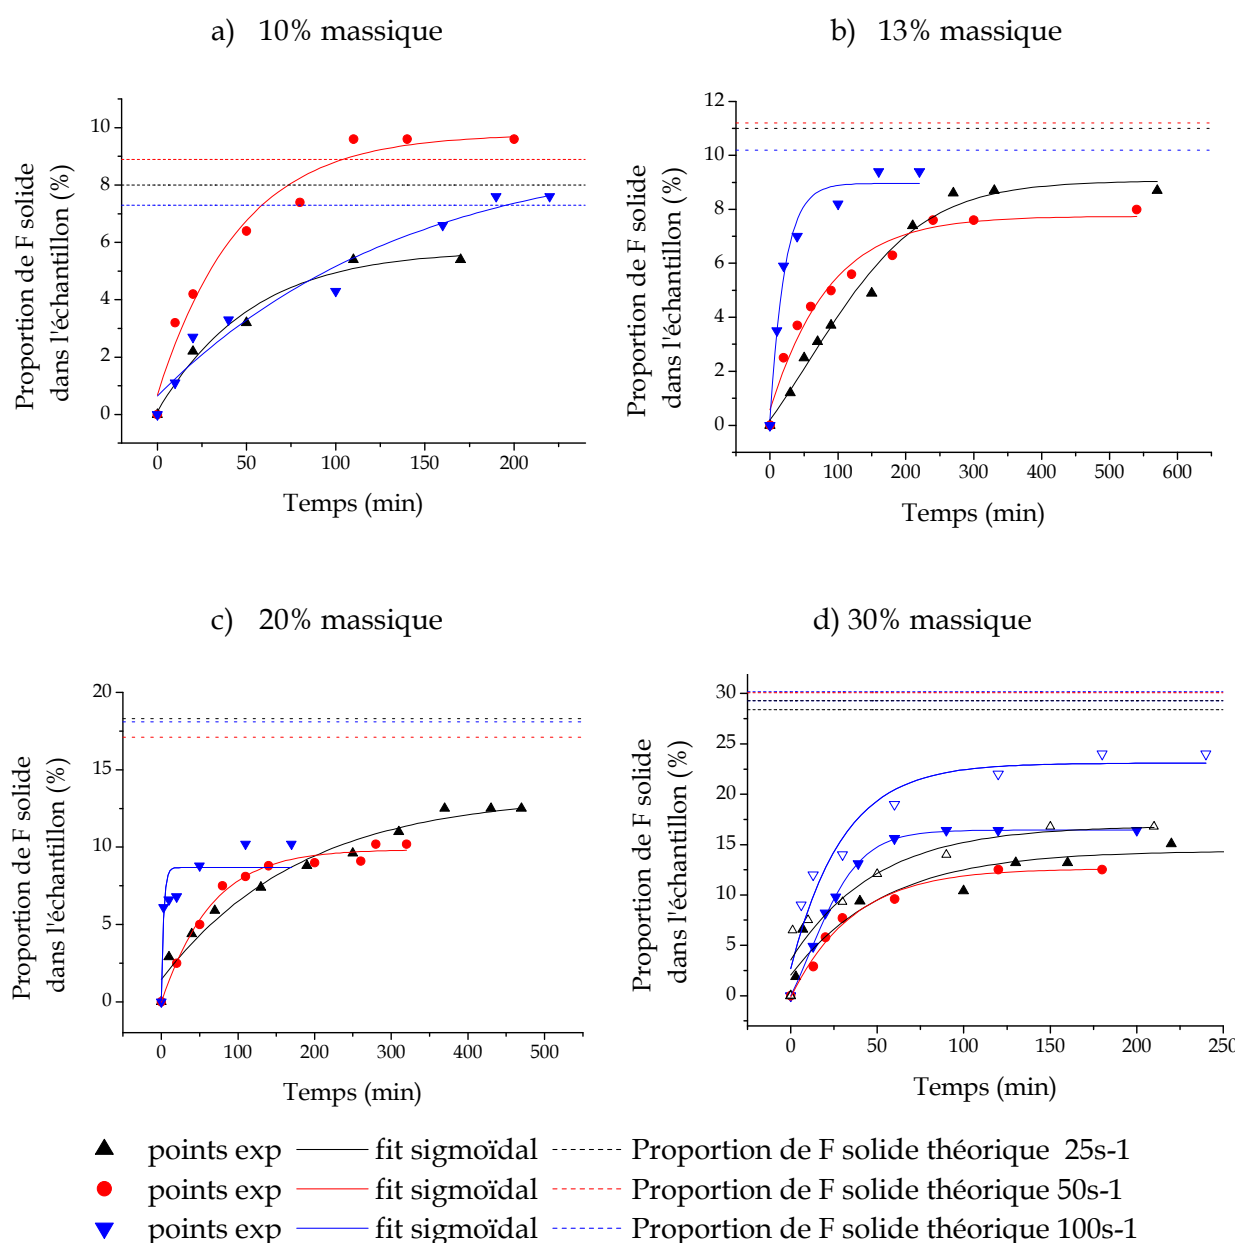 a) 10% massique
Proportion de F solide
dans l'échantillon (%)
10
8
6
4
2
0
0 50 100 150 200
Temps (min)
b) 13% massique
Proportion de F solide
dans l'échantillon (%)
12
10
8
6
4
2
0
0 100 200 300 400 500 600
Temps (min)
c) 20% massique
Proportion de F solide
dans l'échantillon (%)
20
15
10
5
0
0 100 200 300 400 500
Temps (min)
d) 30% massique
Proportion de F solide
dans l'échantillon (%)
30
25
20
15
10
5
0
0 50 100 150 200 250
Temps (min)
points exp fit sigmoïdal Proportion de F solide théorique 25s-1
points exp fit sigmoïdal Proportion de F solide théorique 50s-1
points exp fit sigmoïdal Proportion de F solide théorique 100s-1